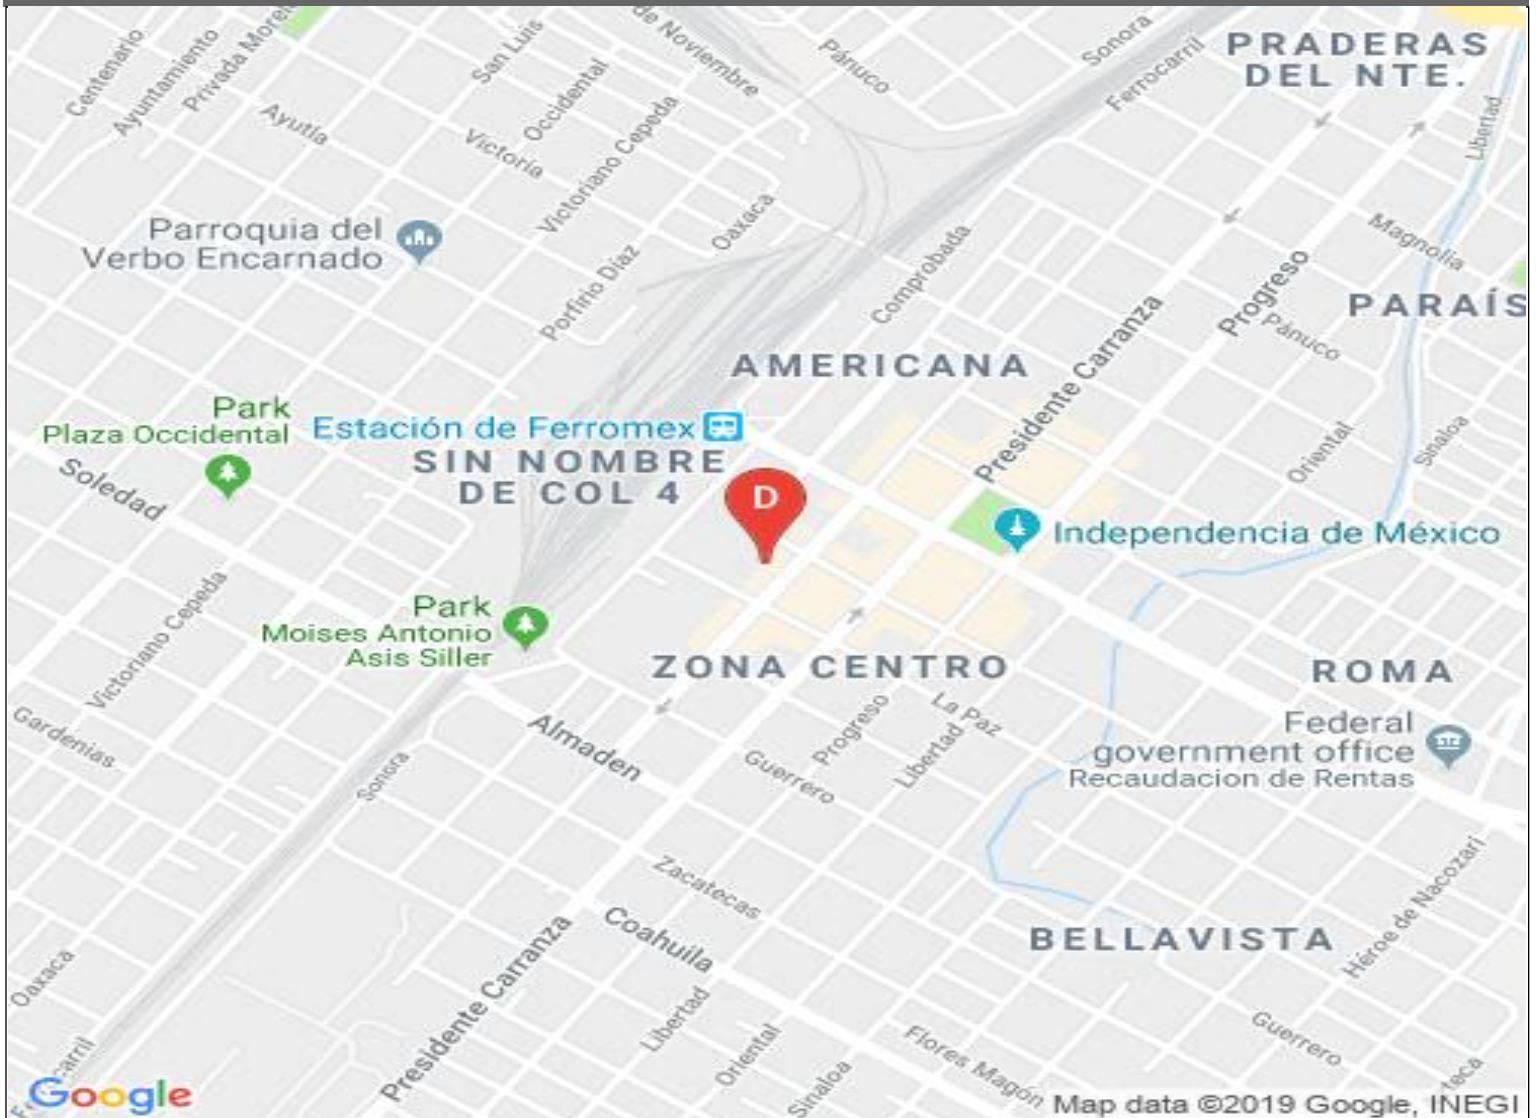 Centenario
Ayuntamiento
San Luis
Occidental
de Noviembre
Pánuco
Sonora
Ferrocarril
PRADERAS
DEL NTE.
Libertad
Ayutla
Victoria
Victoriano Cepeda
Oaxaca
Parroquia del
Verbo Encarnado
Porfirio Díaz
Comprobada
Magnolia
Progreso
Pánuco
AMERICANA
Presidente Carranza
Park
Plaza Occidental
Estación de Ferromex
SIN NOMBRE
DE COL 4
Soledad
D
Oriental
Sinaloa
Independencia de México
Victoriano Cepeda
Park
Moises Antonio
Asis Siller
ZONA CENTRO
ROMA
Gardenias
Almaden
Sonora
Guerrero
Progreso
La Paz
Libertad
Federal
government office
Recaudacion de Rentas
Zacatecas
Coahuila
BELLAVISTA
Héroe de Nacozari
Oaxaca
Presidente Carranza
Libertad
Oriental
Sinaloa
Flores Magón
Guerrero
Google
Map data ©2019 Google, INEGI